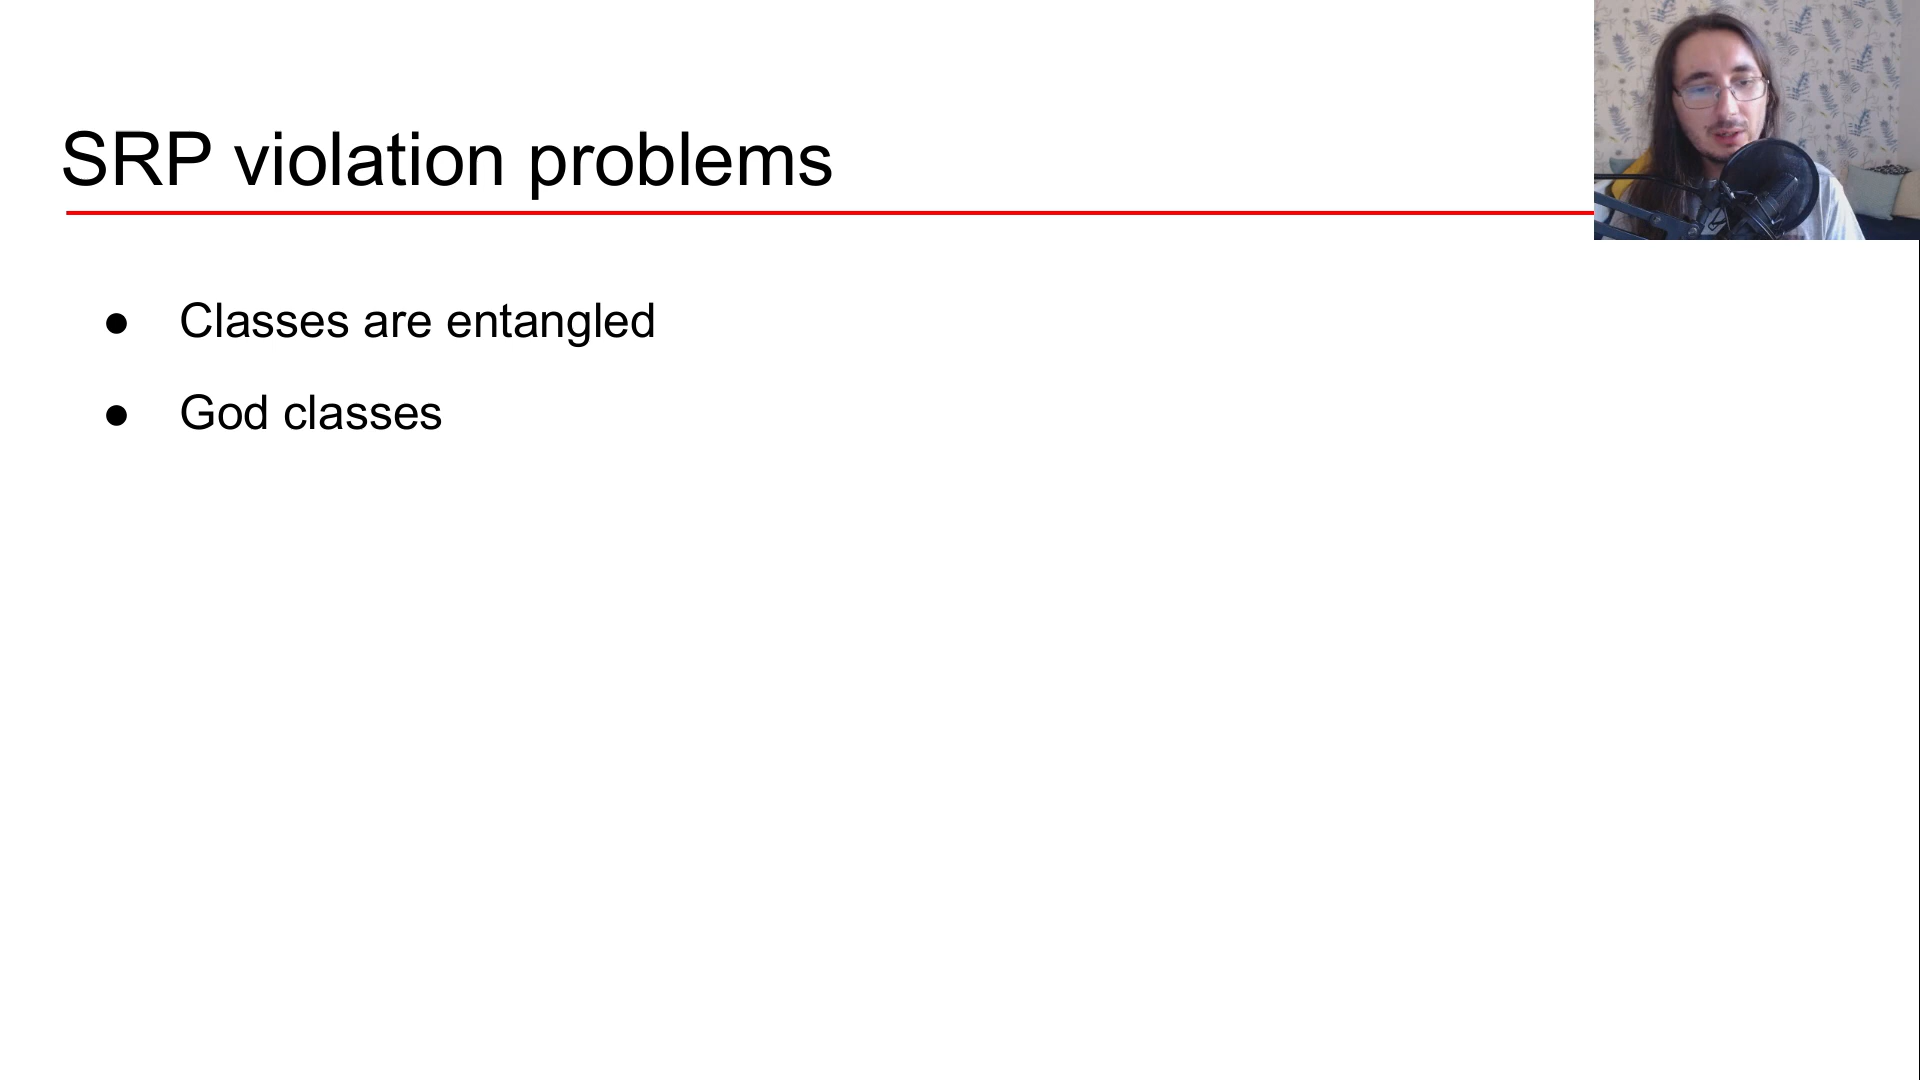 SRP violation problems
● Classes are entangled
● God classes